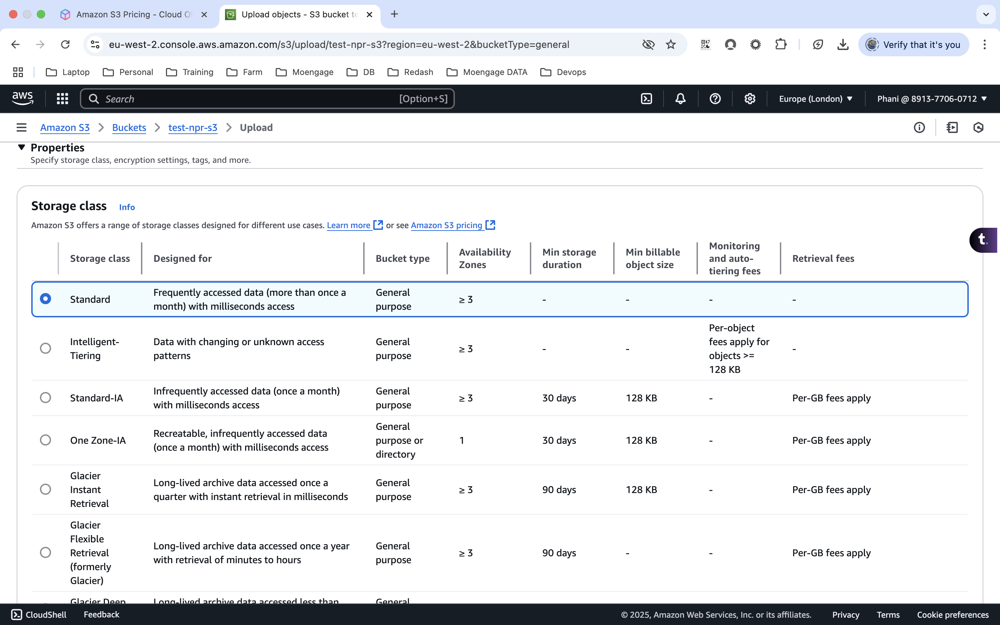 Amazon S3 Pricing - Cloud
Upload objects - S3 bucket
eu-west-2.console.aws.amazon.com/s3/upload/test-npr-s3?region=eu-west-2&bucketType=general
Verify that it's you
Laptop
Personal
Training
Farm
Moengage
DB
Redash
Moengage DATA
Devops
aws
Search
[Option+S]
Europe (London)
Phani @ 8913-7706-0712
Amazon S3
Buckets
test-npr-s3
Upload
Properties
Specify storage class, encryption settings, tags, and more.
Storage class
Info
Amazon S3 offers a range of storage classes designed for different use cases. Learn more or see Amazon S3 pricing
t.
Storage class
Designed for
Bucket type
Availability
Zones
Min storage
duration
Min billable
object size
Monitoring
and auto-
tiering fees
Retrieval fees
Standard
Frequently accessed data (more than once a
month) with milliseconds access
General
purpose
≥ 3
-
-
-
-
Intelligent-
Tiering
Data with changing or unknown access
patterns
General
purpose
≥ 3
-
-
Per-object
fees apply for
objects >=
128 KB
-
Standard-IA
Infrequently accessed data (once a month)
with milliseconds access
General
purpose
≥ 3
30 days
128 KB
-
Per-GB fees apply
One Zone-IA
Recreatable, infrequently accessed data
(once a month) with milliseconds access
General
purpose or
directory
1
30 days
128 KB
-
Per-GB fees apply
Glacier
Instant
Retrieval
Long-lived archive data accessed once a
quarter with instant retrieval in milliseconds
General
purpose
≥ 3
90 days
128 KB
-
Per-GB fees apply
Glacier
Flexible
Retrieval
(formerly
Glacier)
Long-lived archive data accessed once a year
with retrieval of minutes to hours
General
purpose
≥ 3
90 days
-
-
Per-GB fees apply
Glacier Deep
Long-lived archive data accessed less than
General
CloudShell
Feedback
© 2025, Amazon Web Services, Inc. or its affiliates.
Privacy
Terms
Cookie preferences